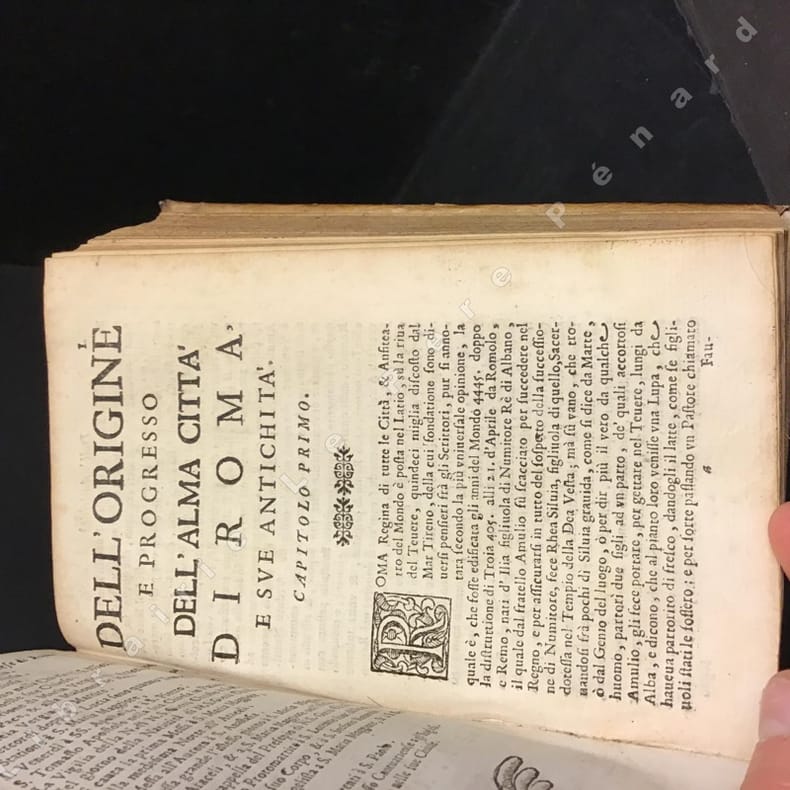 I.
DELL'ORIGINE
E PROGRESSO
DELL'ALMA CITTA'
DI ROMA,
E SVE ANTICHITA'.
CAPITOLO PRIMO.
ROMA Regina di tutte le Città, & Anfitea-
tro del Mondo è posta nel Latio, sù la riua
del Teuere, quindeci miglia discosto dal
Mar Tireno, della cui fondatione sono di-
uersi pensieri frà gli Scrittori, pur si anno-
tara secondo la più vniuersale opinione, la
quale è, che fosse edificata gli anni del Mondo 4445. doppo
la distruttione di Troia 405. alli 21. d'Aprile da Romolo,
e Remo, nati d'Ilia figliuola di Numitore Rè di Albano,
il quale dal fratello Amulio fù scacciato per succedere nel
Regno, e per assicurarsi in tutto del sospetto della successio-
ne di Numitore, fece Rhea Siluia, figliuola di quello, Sacer-
dotessa nel Tempio della Dea Vesta; mà fù vano, che tro-
uandosi frà pochi dì Siluia grauida, come si dice da Marte,
ò dal Genio del luogo, ò per dir più il vero da qualche
huomo, partorì due figli ad vn parto, de' quali accortosi
Amulio, gli fece portare, per gettare nel Teuere, lungi da
Alba, e dicono, che al pianto loro venisse vna Lupa, che
haueua partorito di fresco, dandogli il latte, come se figli-
uoli stati le fossero: e per sorte passando vn Pastore chiamato
Fau-
a
Librairie Le Père Pénard